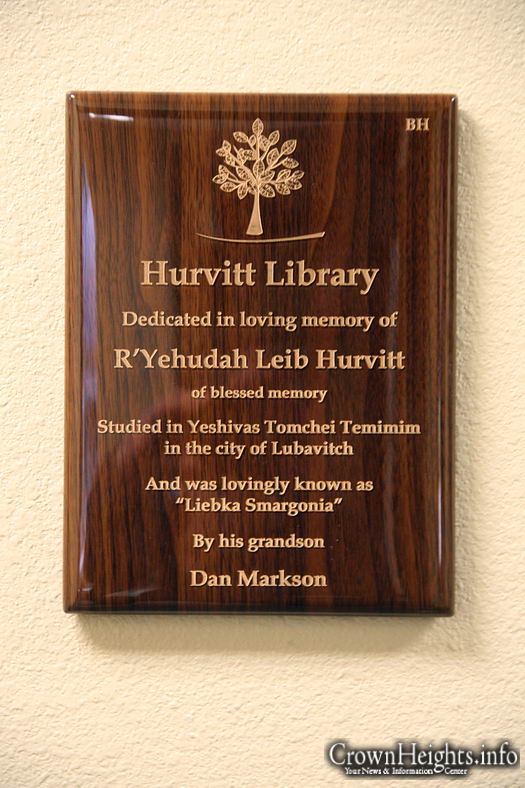 BH
Hurvitt Library
Dedicated in loving memory of
R'Yehudah Leib Hurvitt
of blessed memory
Studied in Yeshivas Tomchei Temimim
in the city of Lubavitch
And was lovingly known as
“Liebka Smargonia”
By his grandson
Dan Markson
CrownHeights.info
Your News & Information Center